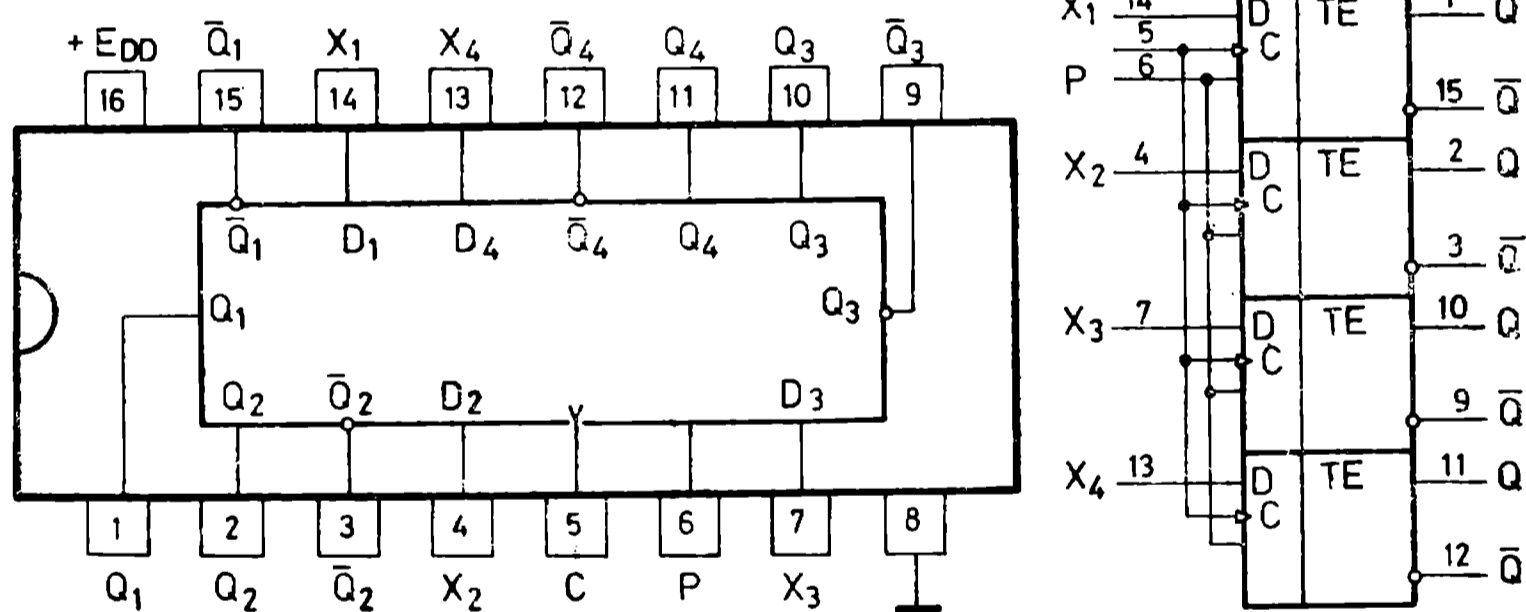 + EDD Q̅1 X1 X4 Q̅4 Q4 Q3 Q̅3
16 15 14 13 12 11 10 9
Q̅1 D1 D4 Q̅4 Q4 Q3
Q1 Q3
Q2 Q̅2 D2 D3
1 2 3 4 5 6 7 8
Q1 Q2 Q̅2 X2 C P X3
X1 14 D TE 1 Q
5 C
P 6
15 Q̅
X2 4 D TE 2 Q
C
3 Q̅
X3 7 D TE 10 Q
C
9 Q̅
X4 13 D TE 11 Q
C
12 Q̅